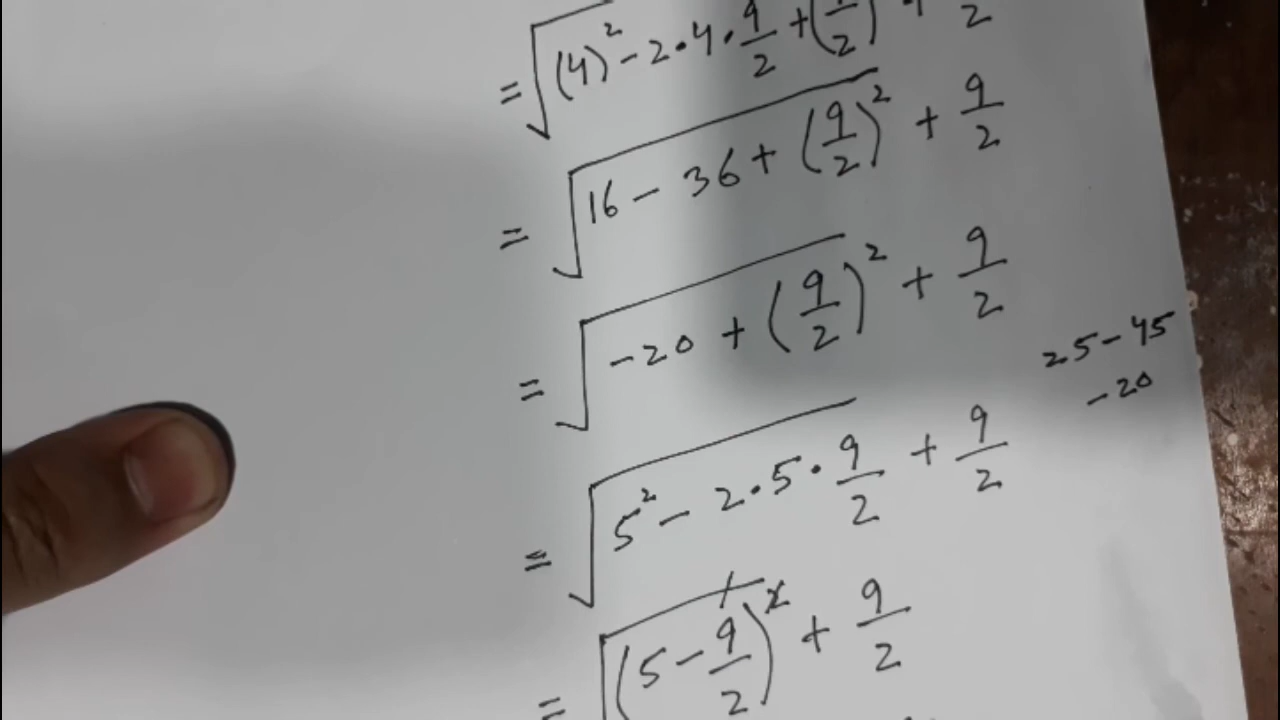 = √((4)² - 2·4·9/2 + (9/2)² + 9/2
= √(16 - 36 + (9/2)²) + 9/2
= √(-20 + (9/2)²) + 9/2
25 - 45
-20
= √(5² - 2·5·9/2) + 9/2
= √((5 - 9/2)²) + 9/2